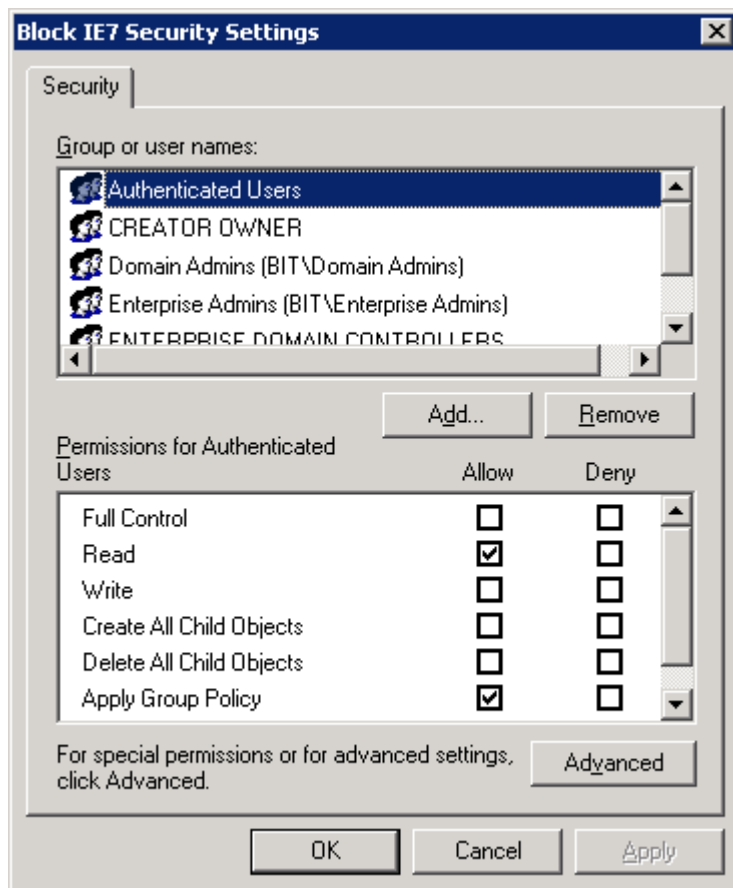 Block IE7 Security Settings
Security
Group or user names:
Authenticated Users
CREATOR OWNER
Domain Admins (BIT\Domain Admins)
Enterprise Admins (BIT\Enterprise Admins)
ENTERPRISE DOMAIN CONTROLLERS
Add... Remove
Permissions for Authenticated
Users Allow Deny
Full Control
Read
Write
Create All Child Objects
Delete All Child Objects
Apply Group Policy
For special permissions or for advanced settings,
click Advanced.
Advanced
OK Cancel Apply